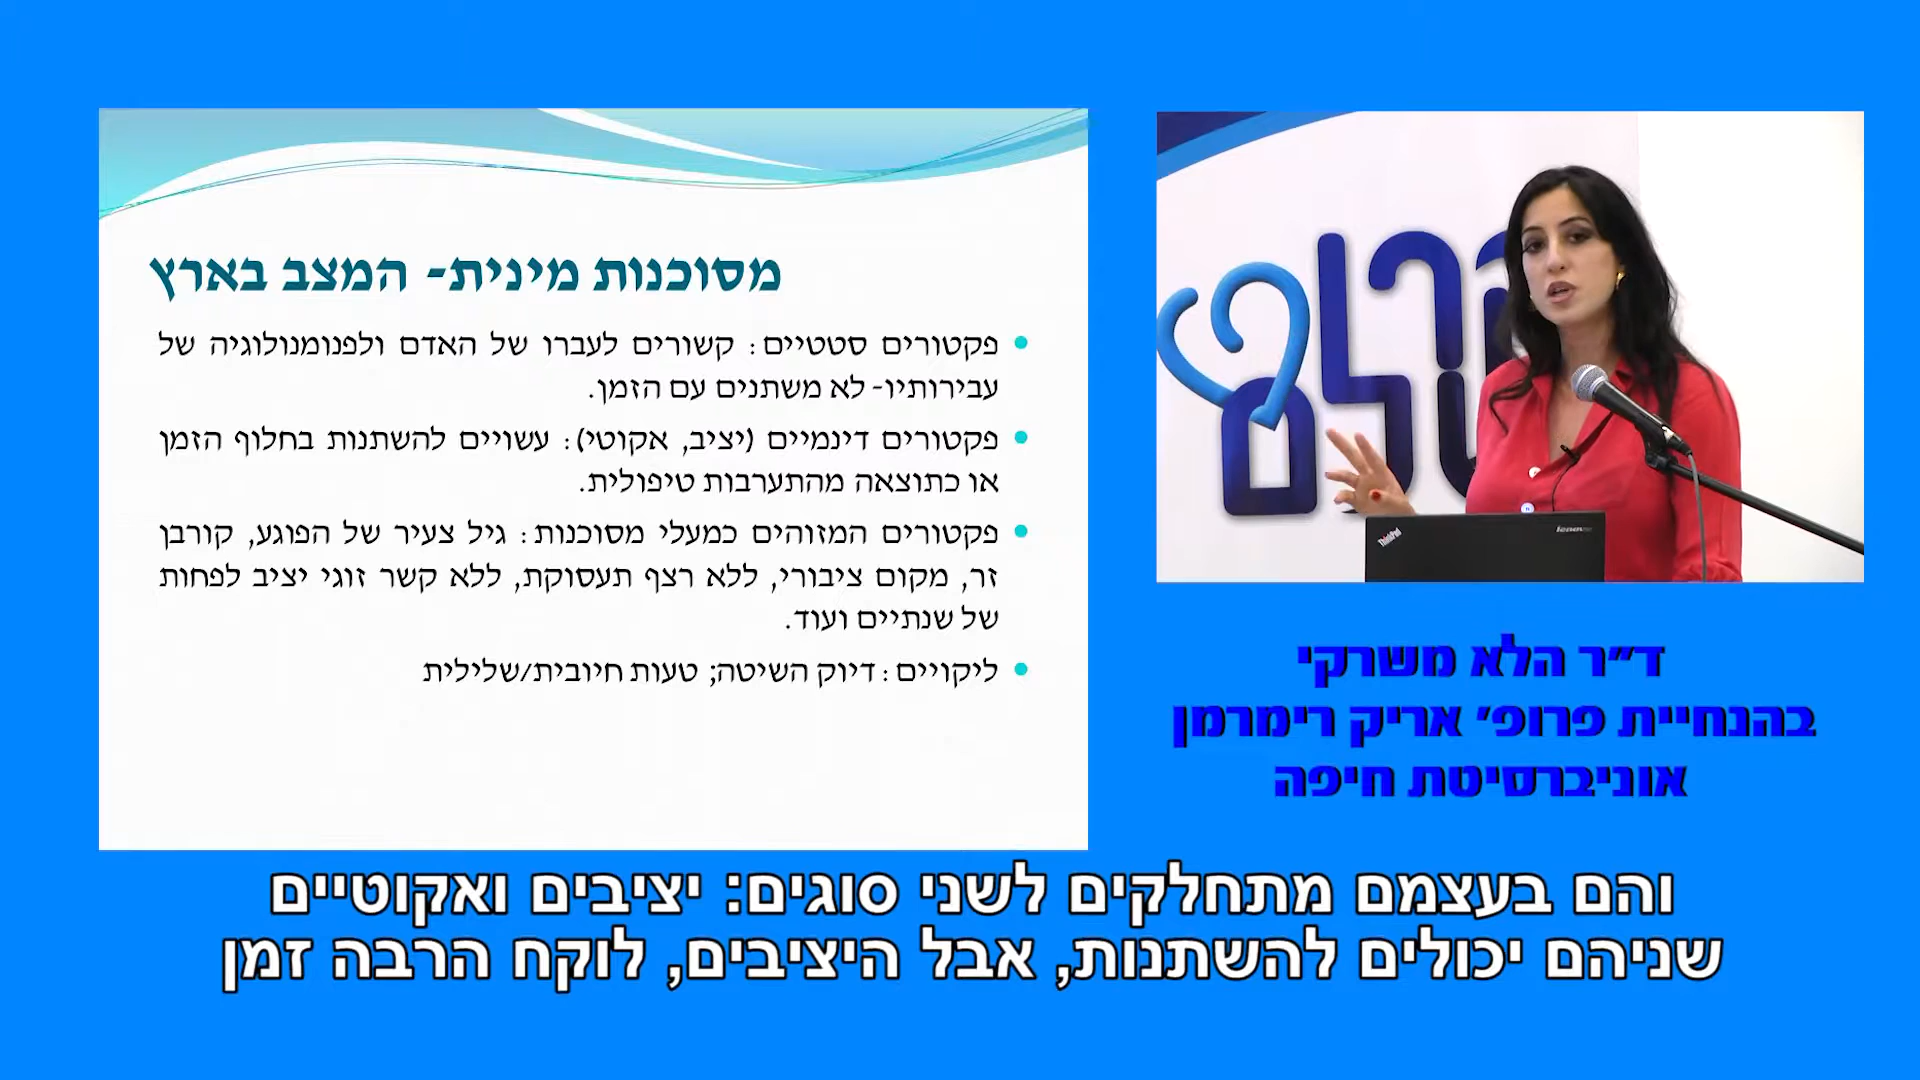 מסוכנות מינית- המצב בארץ
פקטורים סטטיים: קשורים לעברו של האדם ולפנומנולוגיה של
עבירותיו- לא משתנים עם הזמן.
פקטורים דינמיים (יציב, אקוטי): עשויים להשתנות בחלוף הזמן
או כתוצאה מהתערבות טיפולית.
פקטורים המזוהים כמעלי מסוכנות: גיל צעיר של הפוגע, קורבן
זר, מקום ציבורי, ללא רצף תעסוקת, ללא קשר זוגי יציב לפחות
של שנתיים ועוד.
ליקויים: דיוק השיטה; טעות חיובית/שלילית
ThinkPad
lenovo
ד״ר הלא משרקי
בהנחיית פרופ׳ אריק רימרמן
אוניברסיטת חיפה
והם בעצמם מתחלקים לשני סוגים: יציבים ואקוטיים
שניהם יכולים להשתנות, אבל היציבים, לוקח הרבה זמן